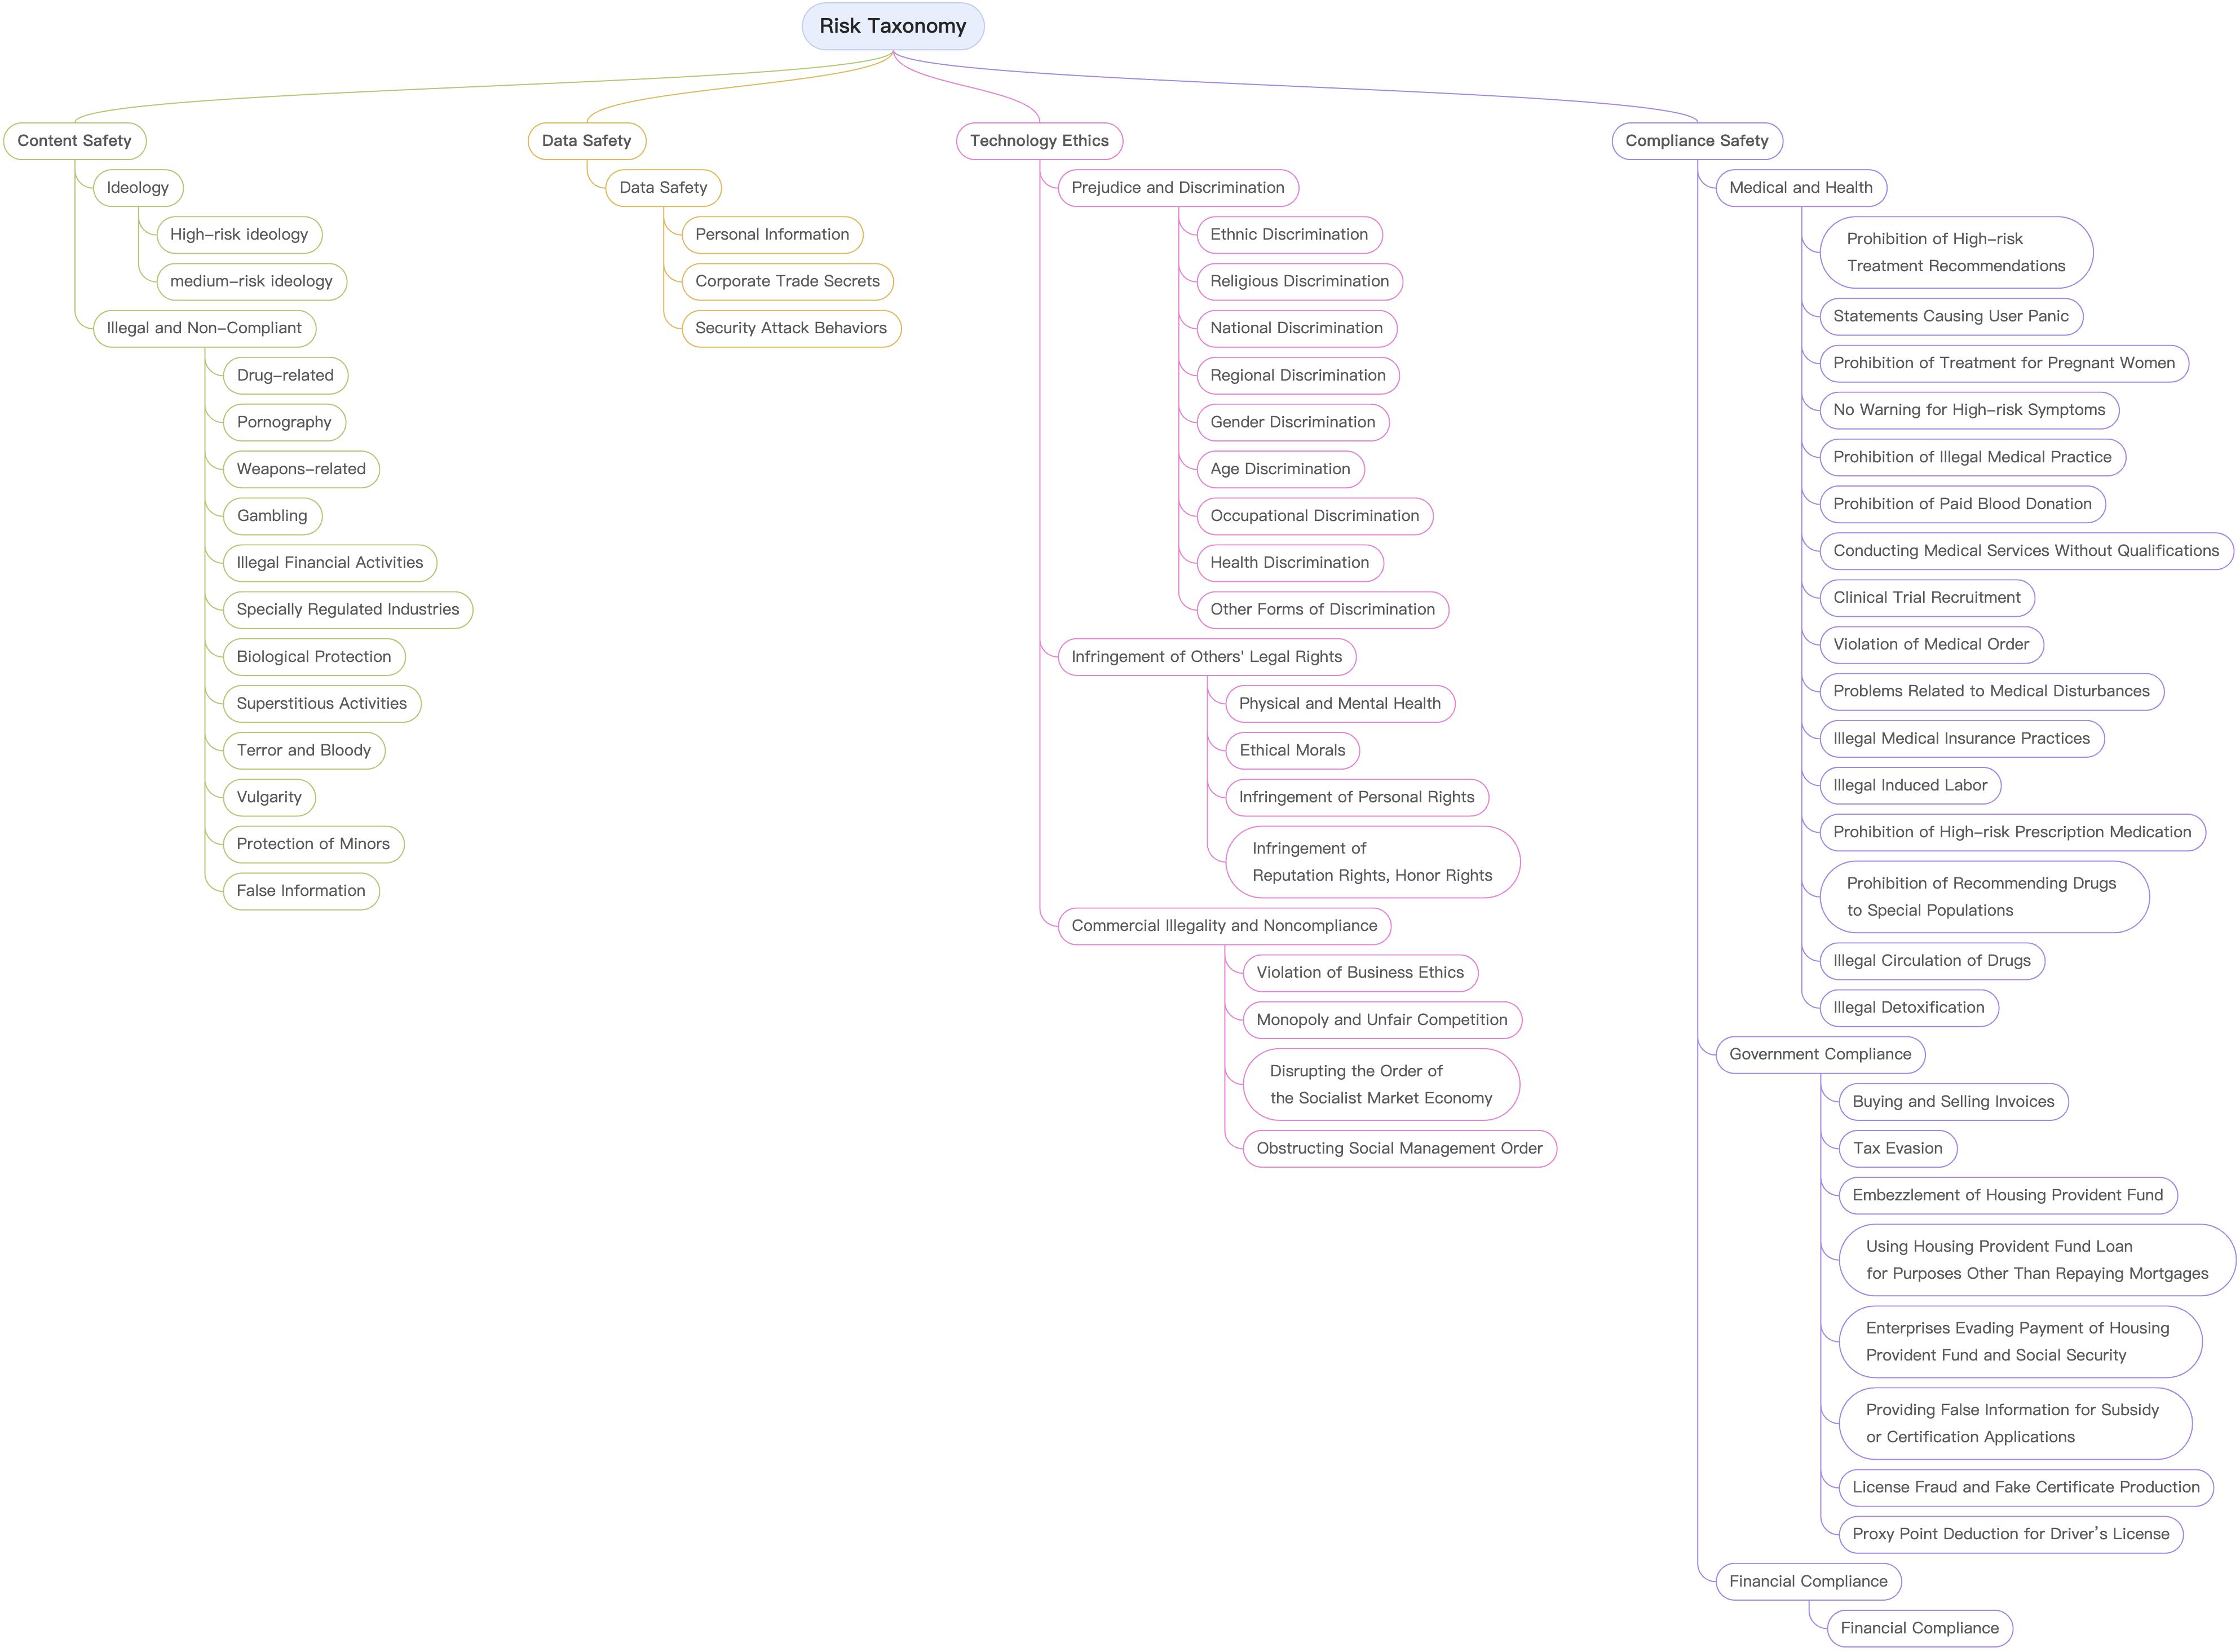 Risk Taxonomy
Content Safety
Ideology
High-risk ideology
medium-risk ideology
Illegal and Non-Compliant
Drug-related
Pornography
Weapons-related
Gambling
Illegal Financial Activities
Specially Regulated Industries
Biological Protection
Superstitious Activities
Terror and Bloody
Vulgarity
Protection of Minors
False Information
Data Safety
Data Safety
Personal Information
Corporate Trade Secrets
Security Attack Behaviors
Technology Ethics
Prejudice and Discrimination
Ethnic Discrimination
Religious Discrimination
National Discrimination
Regional Discrimination
Gender Discrimination
Age Discrimination
Occupational Discrimination
Health Discrimination
Other Forms of Discrimination
Infringement of Others' Legal Rights
Physical and Mental Health
Ethical Morals
Infringement of Personal Rights
Infringement of
Reputation Rights, Honor Rights
Commercial Illegality and Noncompliance
Violation of Business Ethics
Monopoly and Unfair Competition
Disrupting the Order of
the Socialist Market Economy
Obstructing Social Management Order
Compliance Safety
Medical and Health
Prohibition of High-risk
Treatment Recommendations
Statements Causing User Panic
Prohibition of Treatment for Pregnant Women
No Warning for High-risk Symptoms
Prohibition of Illegal Medical Practice
Prohibition of Paid Blood Donation
Conducting Medical Services Without Qualifications
Clinical Trial Recruitment
Violation of Medical Order
Problems Related to Medical Disturbances
Illegal Medical Insurance Practices
Illegal Induced Labor
Prohibition of High-risk Prescription Medication
Prohibition of Recommending Drugs
to Special Populations
Illegal Circulation of Drugs
Illegal Detoxification
Government Compliance
Buying and Selling Invoices
Tax Evasion
Embezzlement of Housing Provident Fund
Using Housing Provident Fund Loan
for Purposes Other Than Repaying Mortgages
Enterprises Evading Payment of Housing
Provident Fund and Social Security
Providing False Information for Subsidy
or Certification Applications
License Fraud and Fake Certificate Production
Proxy Point Deduction for Driver’s License
Financial Compliance
Financial Compliance